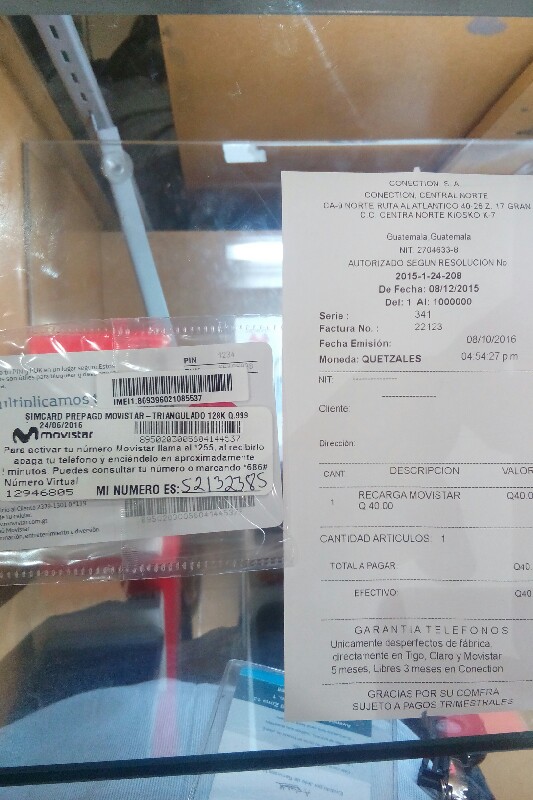 PIN 1234
IMEI1.869396021085537
SIMCARD PREPAGO MOVISTAR - TRIANGULADO 128K Q.999
24/06/2016
movistar
8950203005504144537
Para activar tu número Movistar llama al *255, al recibirlo
apaga tu telefono y enciéndelo en aproximadamente
minutos. Puedes consultar tu numero marcando *686#
Número Virtual
12946805
MI NUMERO ES: 52132385
CONECTION S. A.
CONECTION, CENTRAL NORTE
CA-9 NORTE RUTA AL ATLANTICO 40-26 Z. 17 GRAN
C.C. CENTRA NORTE KIOSKO K-7
Guatemala,Guatemala
NIT: 2704633-8
AUTORIZADO SEGUN RESOLUCION No
2015-1-24-208
De Fecha: 08/12/2015
Del: 1 Al: 1000000
Serie : 341
Factura No. : 22123
Fecha Emisión: 08/10/2016
Moneda: QUETZALES 04:54:27 p m
NIT:
Cliente:
Dirección:
CANT DESCRIPCION VALOR
1 RECARGA MOVISTAR Q40.0
Q 40.00
CANTIDAD ARTICULOS: 1
TOTAL A PAGAR: Q40.
EFECTIVO: Q40
GARANTIA TELEFONOS
Unicamente desperfectos de fábrica,
directamente en Tigo, Claro y Movistar
5 meses, Libres 3 meses en Conection
GRACIAS POR SU COMPRA
SUJETO A PAGOS TRIMESTRALES